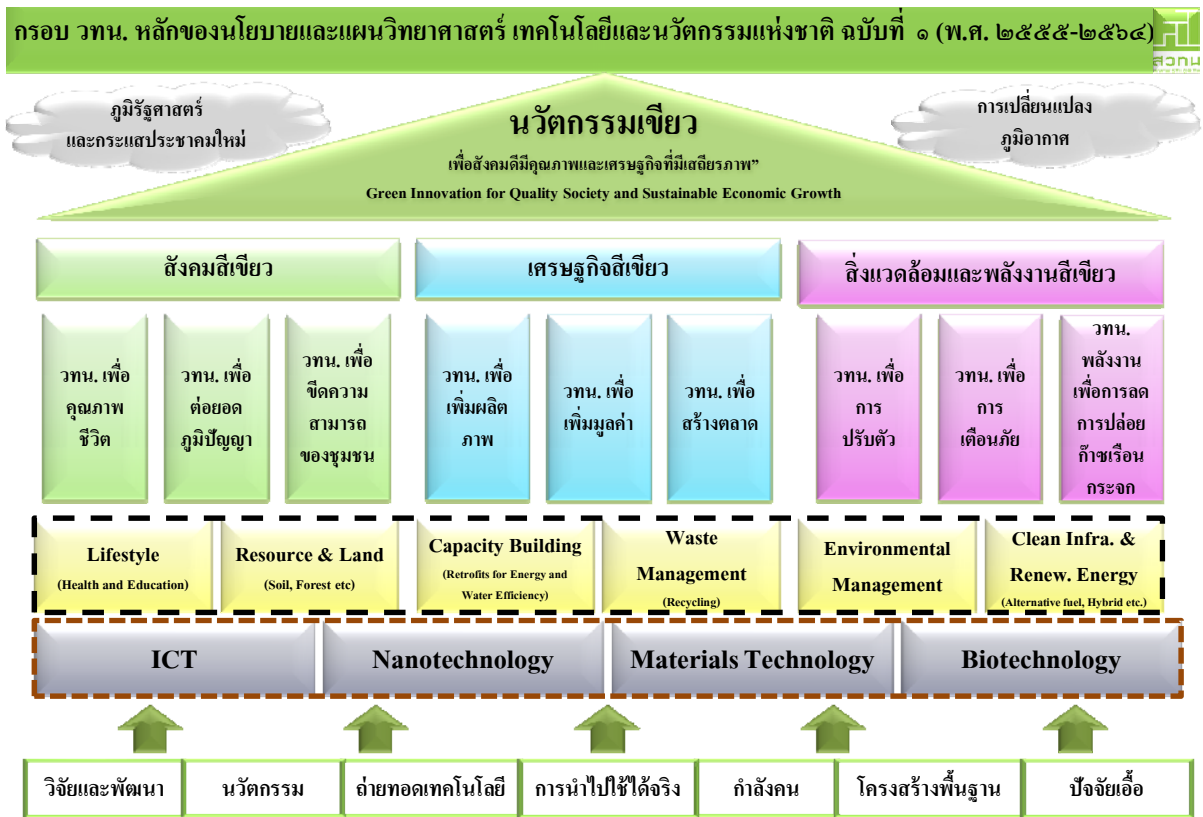 กรอบ วทน. หลักของนโยบายและแผนวิทยาศาสตร์ เทคโนโลยีและนวัตกรรมแห่งชาติ ฉบับที่ ๑ (พ.ศ. ๒๕๕๕-๒๕๖๔)
สวทน
ภูมิรัฐศาสตร์
และกระแสประชาคมใหม่
การเปลี่ยนแปลง
ภูมิอากาศ
นวัตกรรมเขียว
เพื่อสังคมดีมีคุณภาพและเศรษฐกิจที่มีเสถียรภาพ”
Green Innovation for Quality Society and Sustainable Economic Growth
สังคมสีเขียว
เศรษฐกิจสีเขียว
สิ่งแวดล้อมและพลังงานสีเขียว
วทน. เพื่อ
คุณภาพ
ชีวิต
วทน. เพื่อ
ต่อยอด
ภูมิปัญญา
วทน. เพื่อ
ขีดความ
สามารถ
ของชุมชน
วทน. เพื่อ
เพิ่มผลิต
ภาพ
วทน. เพื่อ
เพิ่มมูลค่า
วทน. เพื่อ
สร้างตลาด
วทน. เพื่อ
การ
ปรับตัว
วทน. เพื่อ
การ
เตือนภัย
วทน.
พลังงาน
เพื่อการลด
การปล่อย
ก๊าซเรือน
กระจก
Lifestyle
(Health and Education)
Resource & Land
(Soil, Forest etc)
Capacity Building
(Retrofits for Energy and
Water Efficiency)
Waste
Management
(Recycling)
Environmental
Management
Clean Infra. &
Renew. Energy
(Alternative fuel, Hybrid etc.)
ICT
Nanotechnology
Materials Technology
Biotechnology
วิจัยและพัฒนา
นวัตกรรม
ถ่ายทอดเทคโนโลยี
การนำไปใช้ได้จริง
กำลังคน
โครงสร้างพื้นฐาน
ปัจจัยเอื้อ